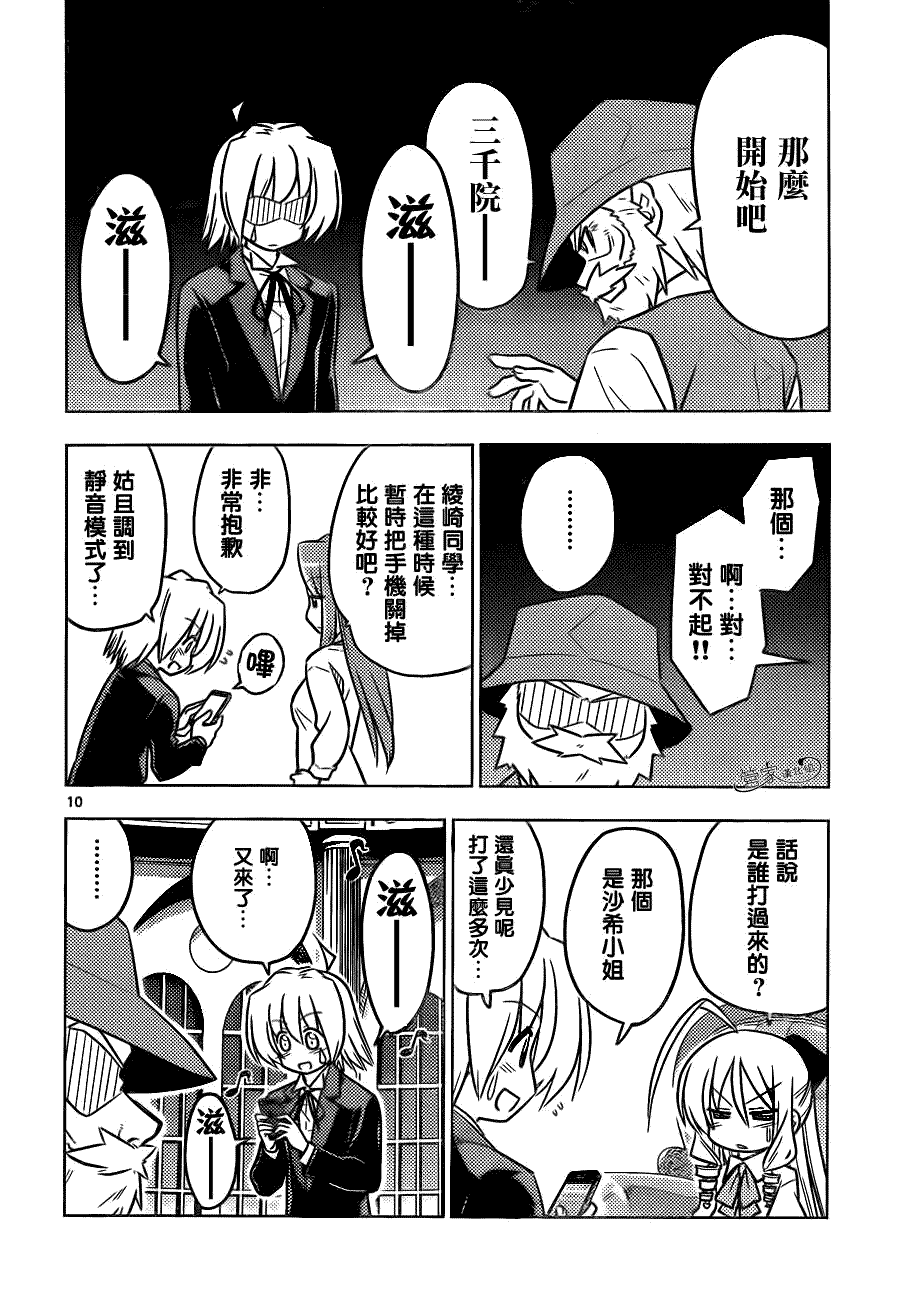 那麼
開始吧
三千院—
滋—
滋—
那個…
啊…對…
對不起!!
………
綾崎同學…
在這種時候
暫時把手機關掉
比較好吧？
非…
非常抱歉
嗶
姑且調到
靜音模式了…
10
話說
是誰打過來的？
那個
是沙希小姐
還真少見呢
打了這麼多次…
滋—
啊…
又來了…
滋—
………